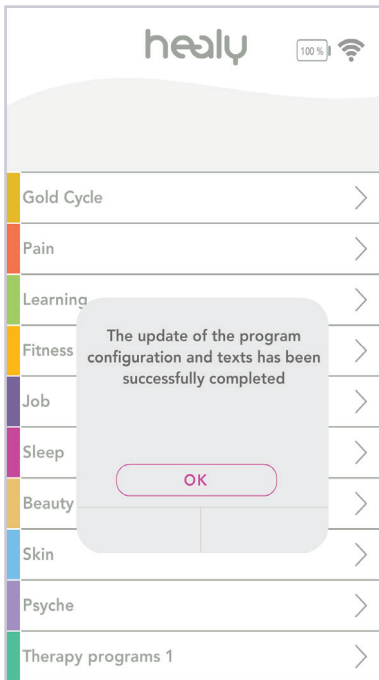 healy
100 %
Gold Cycle
Pain
Learning
The update of the program
configuration and texts has been
successfully completed
Fitness
Job
Sleep
OK
Beauty
Skin
Psyche
Therapy programs 1